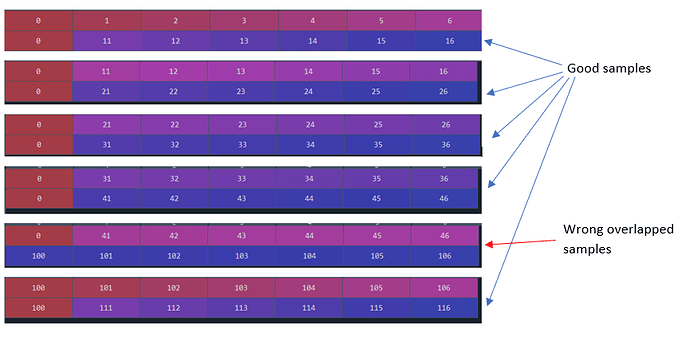 0 1 2 3 4 5 6
0 11 12 13 14 15 16
Good samples
0 11 12 13 14 15 16
0 21 22 23 24 25 26
0 21 22 23 24 25 26
0 31 32 33 34 35 36
0 31 32 33 34 35 36
0 41 42 43 44 45 46
0 41 42 43 44 45 46
100 101 102 103 104 105 106
Wrong overlapped
samples
100 101 102 103 104 105 106
100 111 112 113 114 115 116